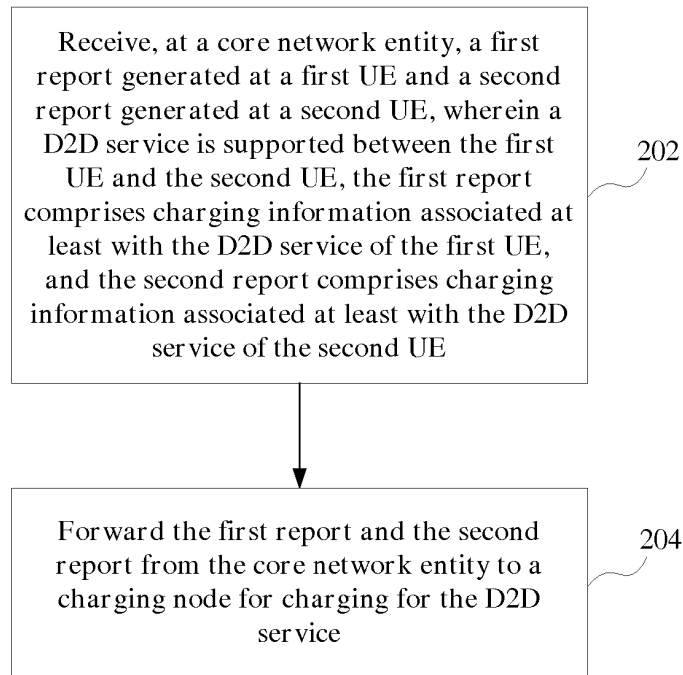 Receive, at a core network entity, a first
report generated at a first UE and a second
report generated at a second UE, wherein a
D2D service is supported between the first
UE and the second UE, the first report
comprises charging information associated at
least with the D2D service of the first UE,
and the second report comprises charging
information associated at least with the D2D
service of the second UE
202
Forward the first report and the second
report from the core network entity to a
charging node for charging for the D2D
service
204